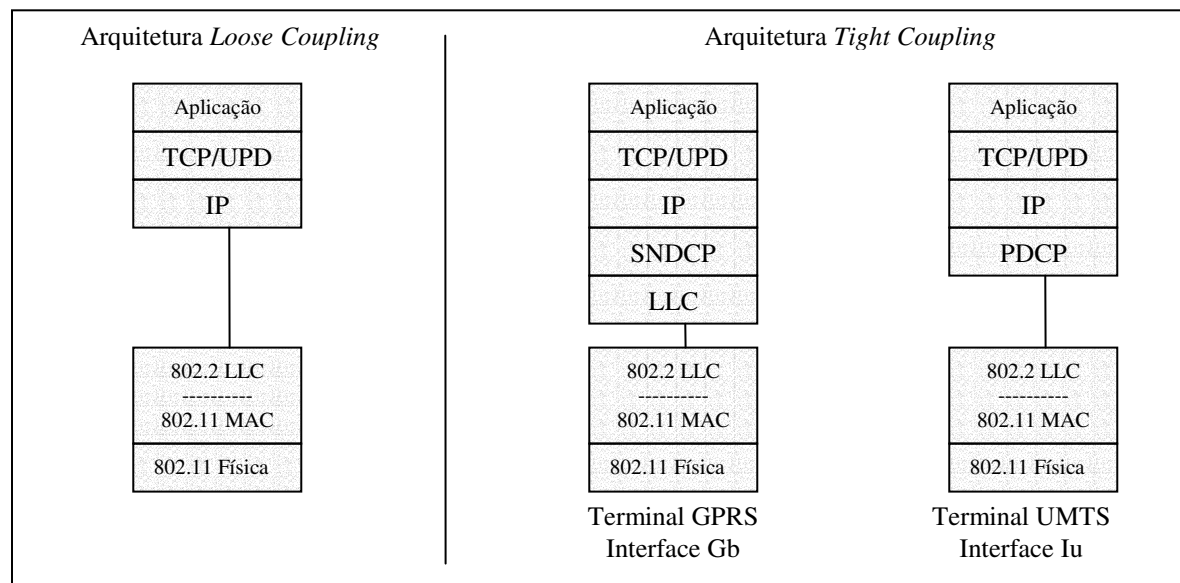 Arquitetura Loose Coupling
Aplicação
TCP/UPD
IP
802.2 LLC
----------
802.11 MAC
802.11 Física
Arquitetura Tight Coupling
Aplicação
TCP/UPD
IP
SNDCP
LLC
802.2 LLC
----------
802.11 MAC
802.11 Física
Terminal GPRS
Interface Gb
Aplicação
TCP/UPD
IP
PDCP
802.2 LLC
----------
802.11 MAC
802.11 Física
Terminal UMTS
Interface Iu